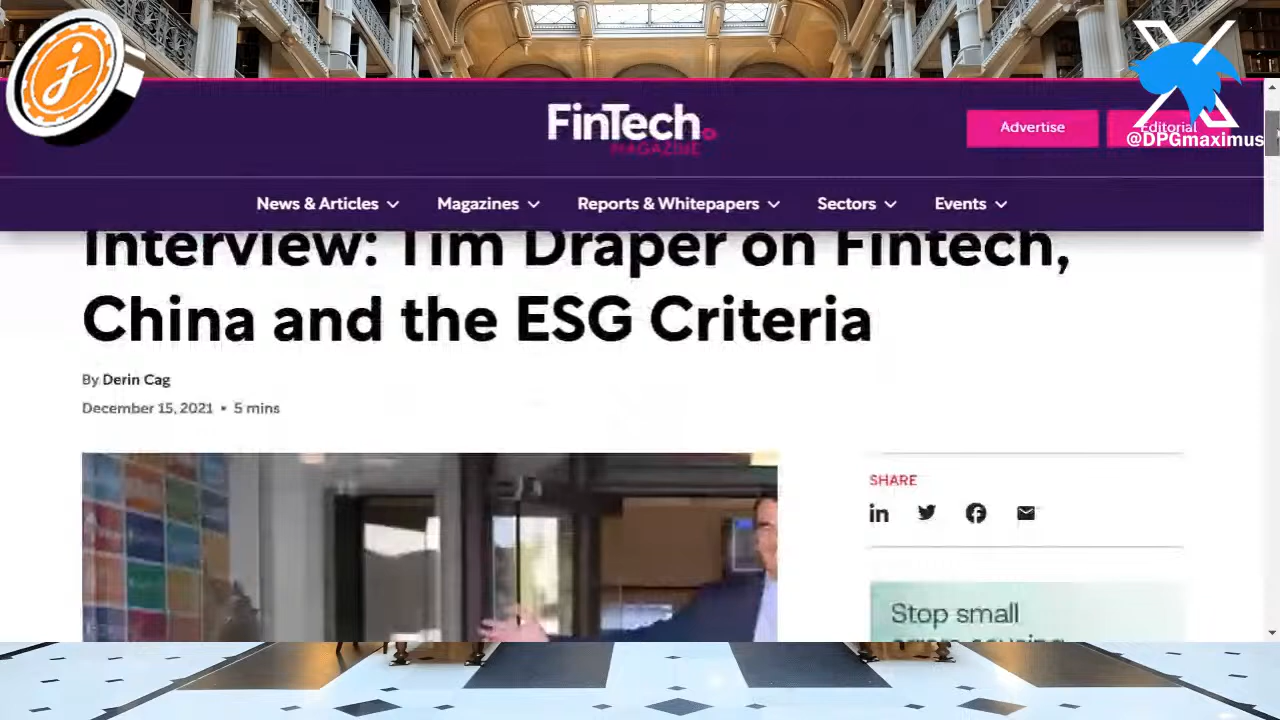 FinTech
MAGAZINE
Advertise
Editorial
@DPGmaximus
News & Articles
Magazines
Reports & Whitepapers
Sectors
Events
Interview: Tim Draper on Fintech,
China and the ESG Criteria
By Derin Cag
December 15, 2021 • 5 mins
SHARE
Stop small